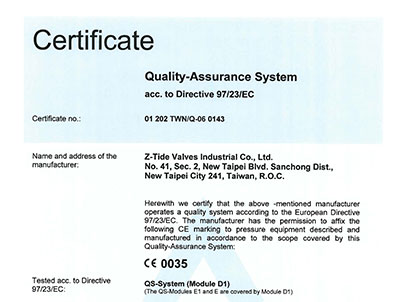 Certificate
Quality-Assurance System
acc. to Directive 97/23/EC
Certificate no.: 01 202 TWN/Q-06 0143
Name and address of the manufacturer: Z-Tide Valves Industrial Co., Ltd.
No. 41, Sec. 2, New Taipei Blvd. Sanchong Dist.,
New Taipei City 241, Taiwan, R.O.C.
Herewith we certify that the above -mentioned manufacturer
operates a quality system according to the European Directive
97/23/EC. The manufacturer has the permission to affix the
following CE marking to pressure equipment described and
manufactured in accordance to the scope covered by this
Quality-Assurance System:
CE 0035
Tested acc. to Directive 97/23/EC: QS-System (Module D1)
(The QS-Modules E1 and E are covered by Module D1)